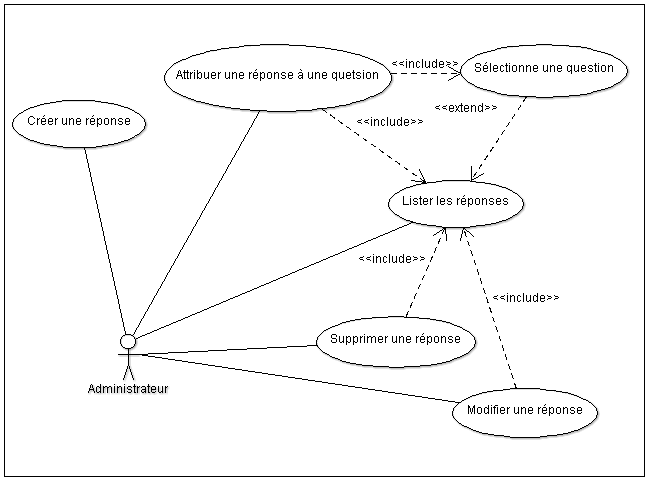 <<include>>
Sélectionne une question
Attribuer une réponse à une quetsion
<<extend>>
Créer une réponse
<<include>>
Lister les réponses
<<include>>
<<include>>
Supprimer une réponse
Administrateur
Modifier une réponse